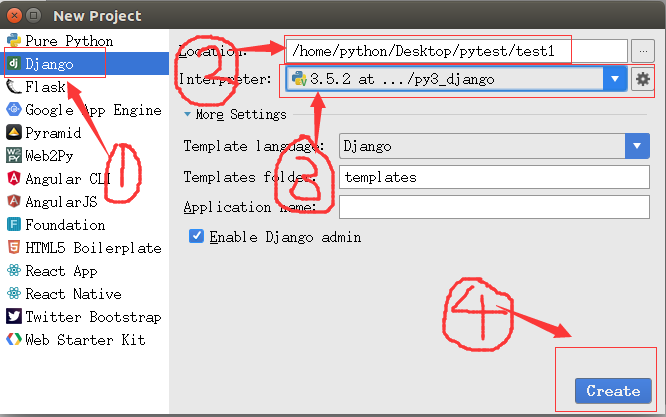 New Project
Pure Python
Django
Flask
Google App Engine
Pyramid
Web2Py
Angular CLI
AngularJS
Foundation
HTML5 Boilerplate
React App
React Native
Twitter Bootstrap
Web Starter Kit
Location: /home/python/Desktop/pytest/test1 ...
Interpreter: 3.5.2 at .../py3_django
More Settings
Template language: Django
Templates folder: templates
Application name:
Enable Django admin
Create
1
2
3
4